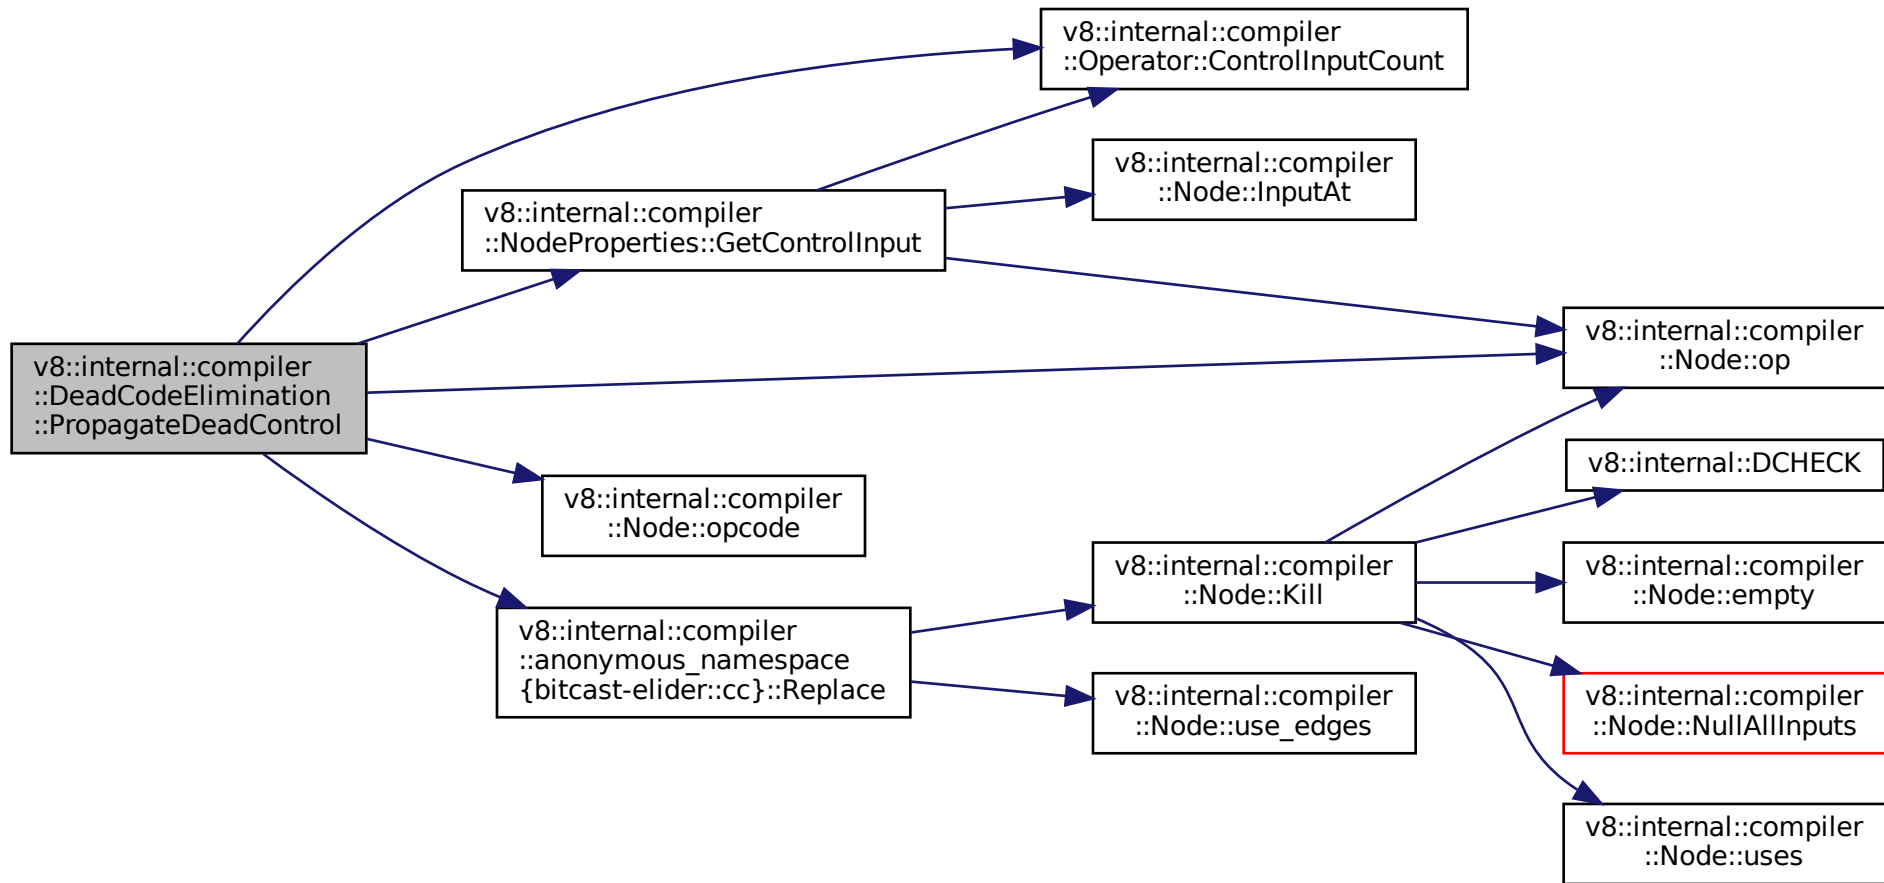 v8::internal::compiler
::Operator::ControlInputCount
v8::internal::compiler
::Node::InputAt
v8::internal::compiler
::NodeProperties::GetControlInput
v8::internal::compiler
::Node::op
v8::internal::compiler
::DeadCodeElimination
::PropagateDeadControl
v8::internal::DCHECK
v8::internal::compiler
::Node::opcode
v8::internal::compiler
::Node::Kill
v8::internal::compiler
::Node::empty
v8::internal::compiler
::anonymous_namespace
{bitcast-elider::cc}::Replace
v8::internal::compiler
::Node::use_edges
v8::internal::compiler
::Node::NullAllInputs
v8::internal::compiler
::Node::uses